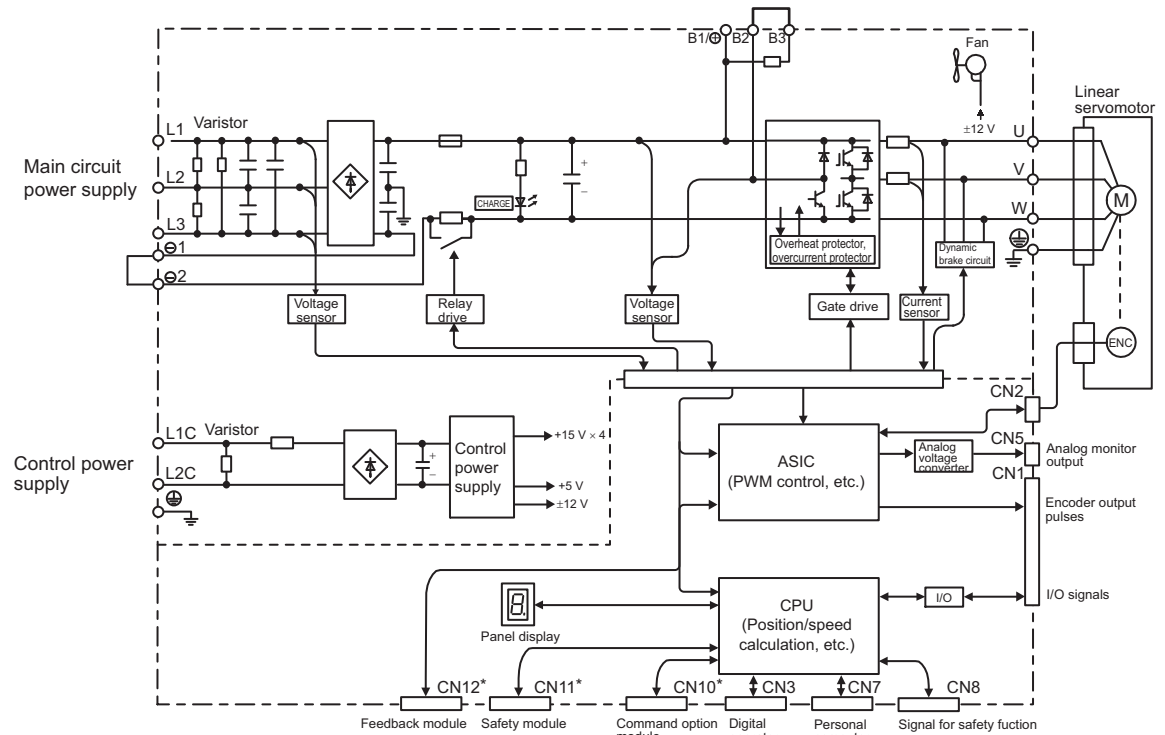 B1/⊕ B2 B3
Fan
±12 V
Linear
servomotor
Main circuit
power supply
L1
Varistor
L2
L3
⊖1
⊖2
+
–
CHARGE
U
V
W
M
Overheat protector,
overcurrent protector
Dynamic
brake circuit
Voltage
sensor
Relay
drive
Voltage
sensor
Gate drive
Current
sensor
ENC
Control power
supply
L1C
Varistor
L2C
+
–
Control
power
supply
+15 V × 4
+5 V
±12 V
ASIC
(PWM control, etc.)
Analog
voltage
converter
CN2
CN5
Analog monitor
output
CN1
Encoder output
pulses
CPU
(Position/speed
calculation, etc.)
I/O
I/O signals
8.
Panel display
CN12*
CN11*
CN10*
CN3
CN7
CN8
Feedback module
Safety module
Command option
Digital
Personal
Signal for safety fuction